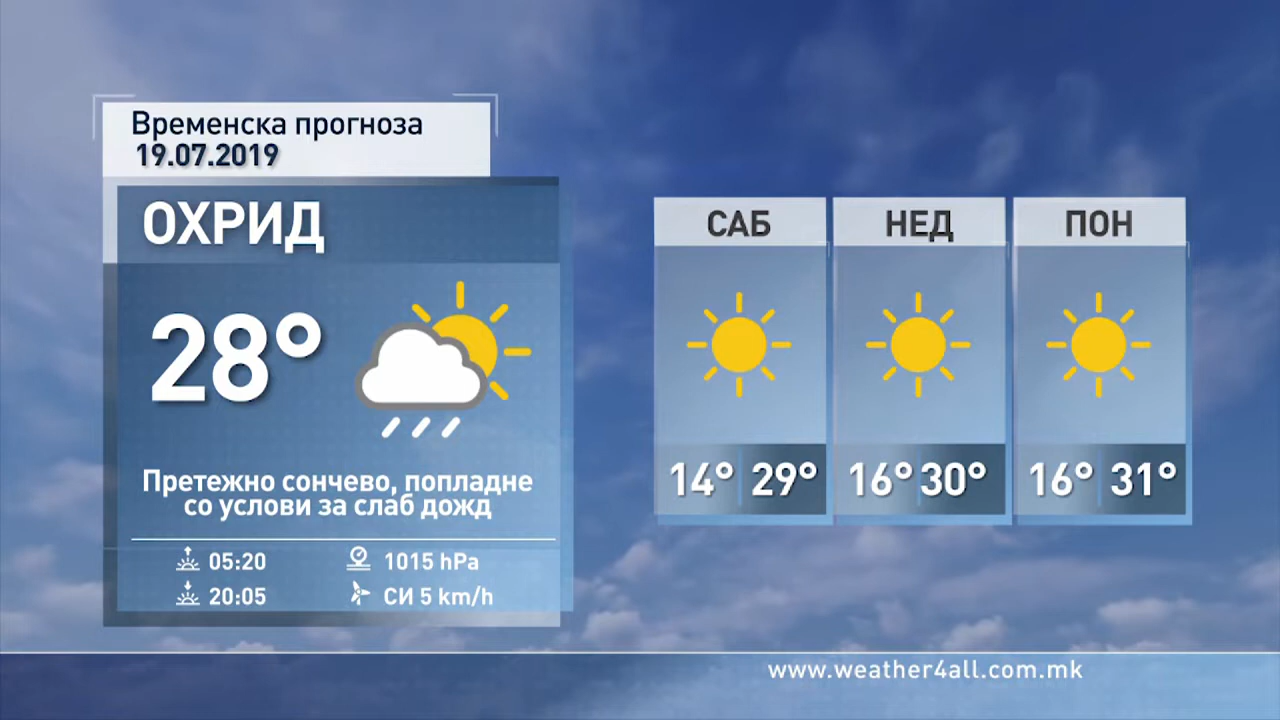 Временска прогноза
19.07.2019
ОХРИД
28°
Претежно сончево, попладне
со услови за слаб дожд
05:20
1015 hPa
20:05
СИ 5 km/h
САБ
14° 29°
НЕД
16° 30°
ПОН
16° 31°
www.weather4all.com.mk